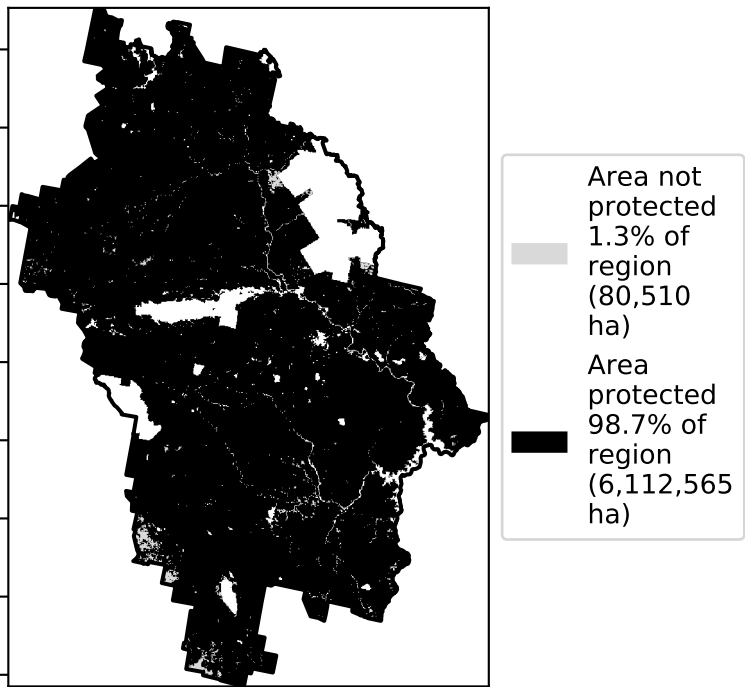 Area not
protected
1.3% of
region
(80,510
ha)
Area
protected
98.7% of
region
(6,112,565
ha)